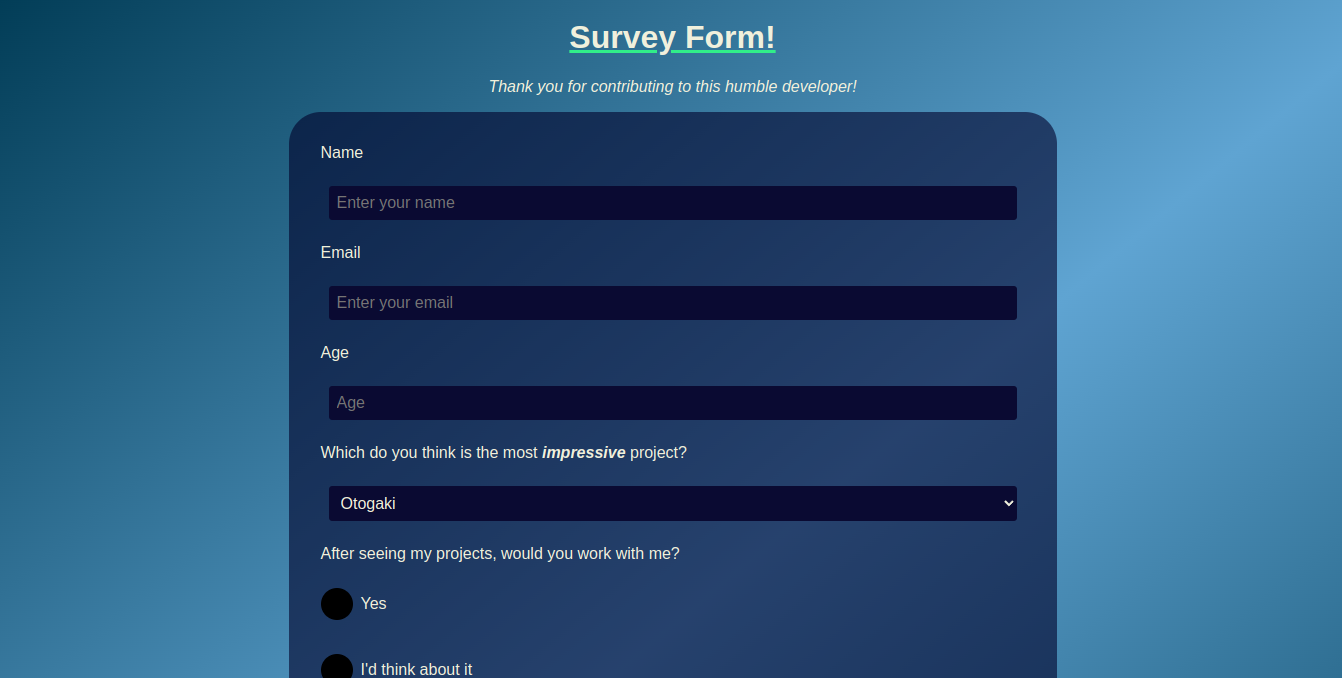 Survey Form!
Thank you for contributing to this humble developer!
Name
Enter your name
Email
Enter your email
Age
Age
Which do you think is the most impressive project?
Otogaki
After seeing my projects, would you work with me?
Yes
I'd think about it